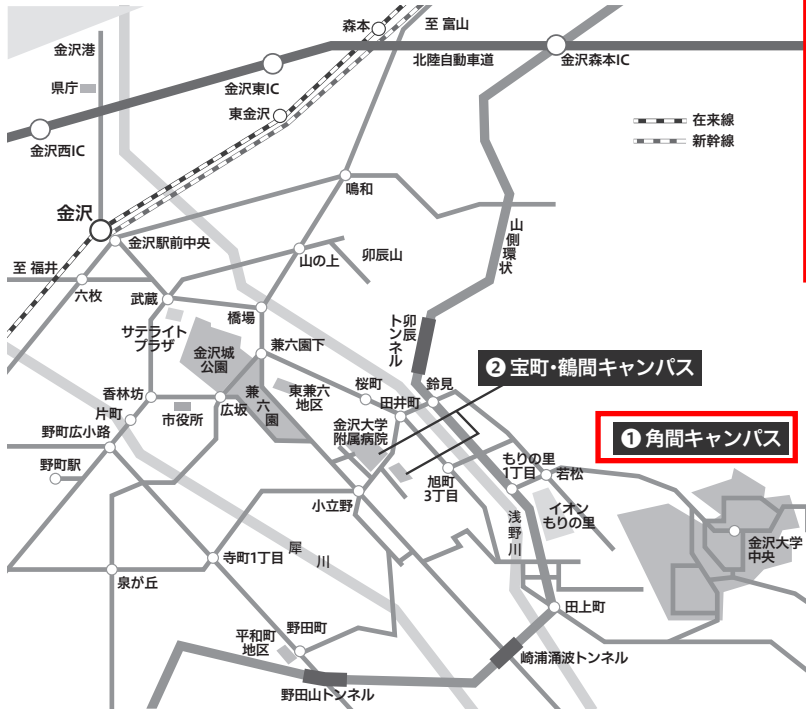 森本
至 富山
金沢港
北陸自動車道
金沢森本IC
県庁
金沢東IC
東金沢
在来線
新幹線
金沢西IC
鳴和
金沢
金沢駅前中央
山側環状
山の上
卯辰山
至 福井
六枚
武蔵
橋場
卯辰
トンネル
サテライト
プラザ
金沢城
公園
兼六園下
❷ 宝町・鶴間キャンパス
香林坊
片町
市役所
広坂
兼六園
東兼六
地区
桜町
田井町
鈴見
野町広小路
金沢大学
附属病院
❶ 角間キャンパス
野町駅
旭町
3丁目
もりの里
1丁目
若松
小立野
イオン
もりの里
浅野川
金沢大学
中央
犀川
寺町1丁目
泉が丘
田上町
平和町
地区
野田町
崎浦涌波トンネル
野田山トンネル